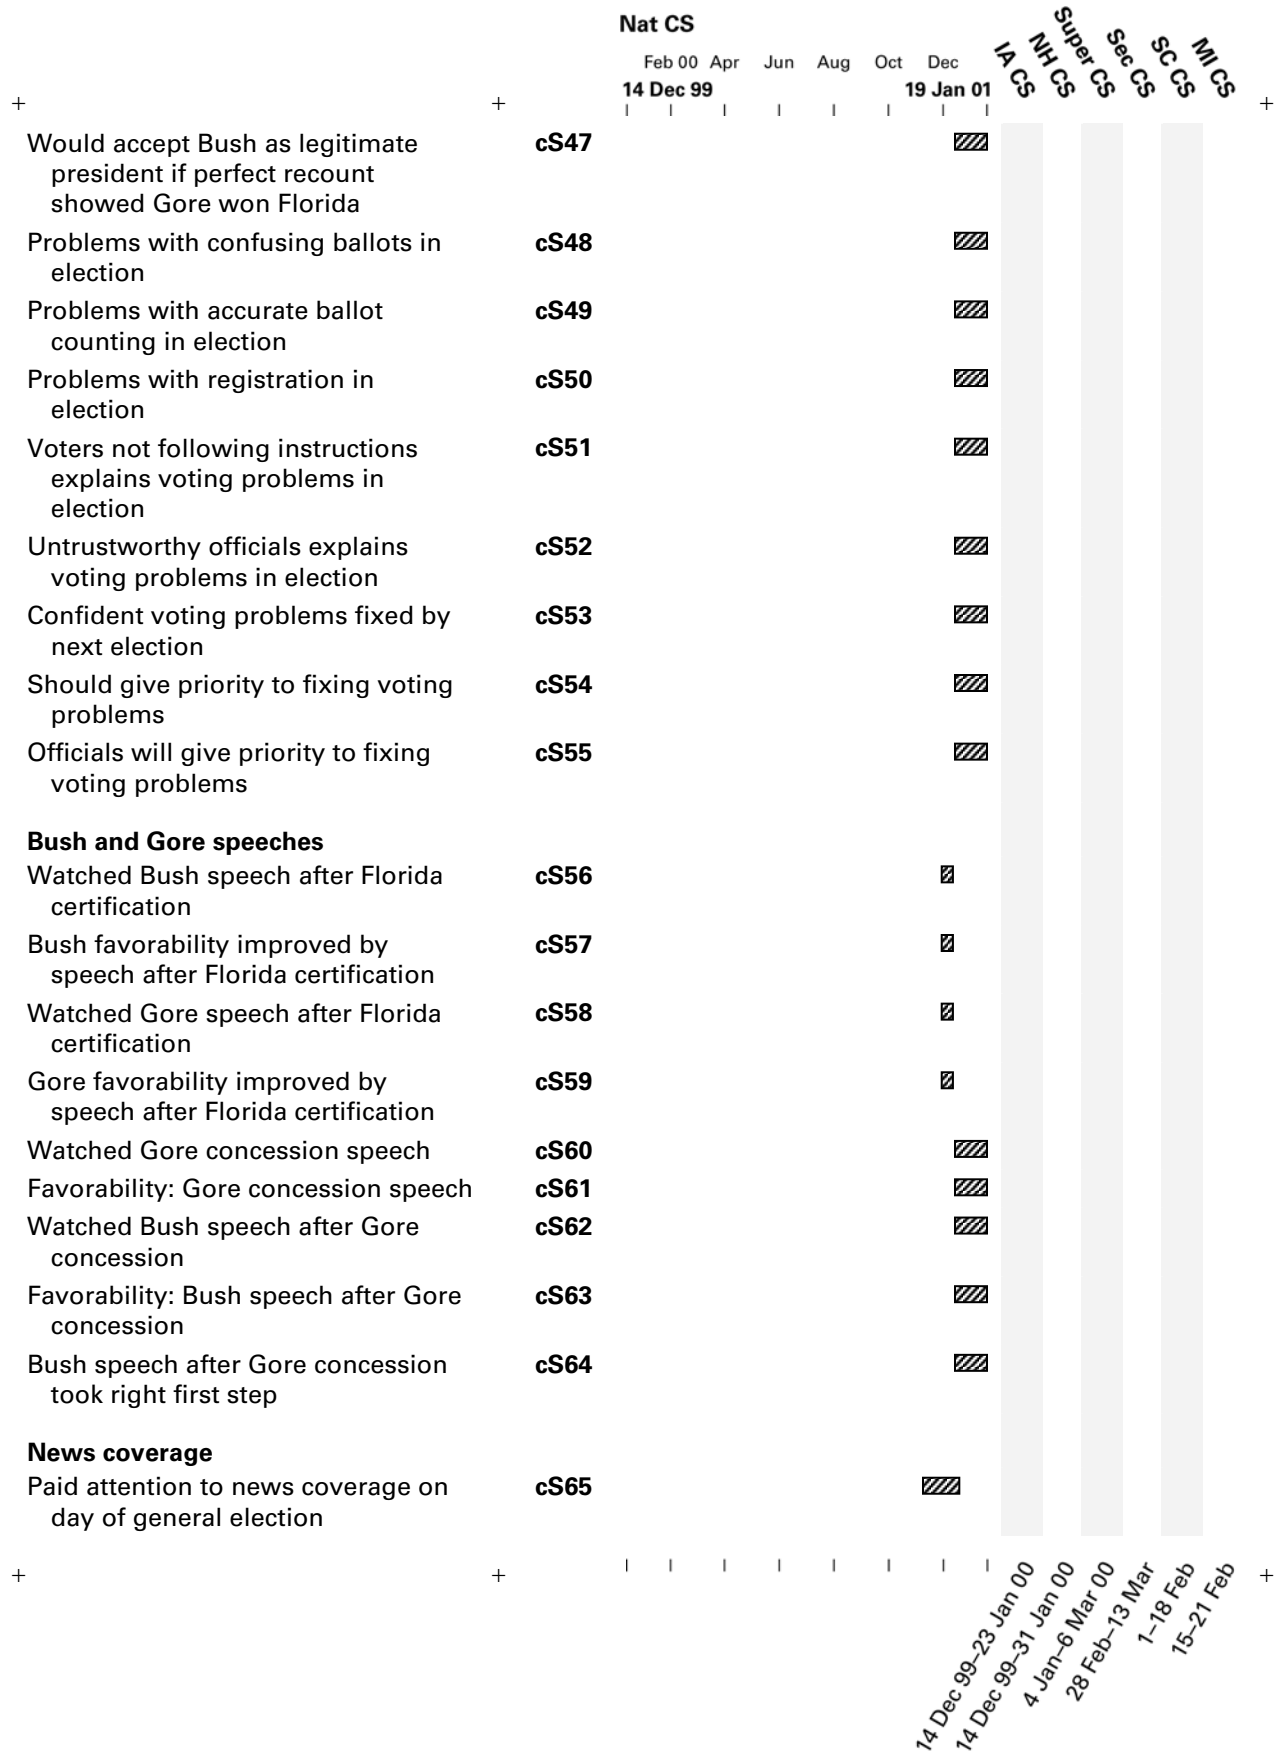 Nat CS
IA CS
NH CS
Super CS
Sec CS
SC CS
MI CS
Feb 00 Apr Jun Aug Oct Dec
14 Dec 99 19 Jan 01
Would accept Bush as legitimate cS47
president if perfect recount
showed Gore won Florida
Problems with confusing ballots in cS48
election
Problems with accurate ballot cS49
counting in election
Problems with registration in cS50
election
Voters not following instructions cS51
explains voting problems in
election
Untrustworthy officials explains cS52
voting problems in election
Confident voting problems fixed by cS53
next election
Should give priority to fixing voting cS54
problems
Officials will give priority to fixing cS55
voting problems
Bush and Gore speeches
Watched Bush speech after Florida cS56
certification
Bush favorability improved by cS57
speech after Florida certification
Watched Gore speech after Florida cS58
certification
Gore favorability improved by cS59
speech after Florida certification
Watched Gore concession speech cS60
Favorability: Gore concession speech cS61
Watched Bush speech after Gore cS62
concession
Favorability: Bush speech after Gore cS63
concession
Bush speech after Gore concession cS64
took right first step
News coverage
Paid attention to news coverage on cS65
day of general election
14 Dec 99–23 Jan 00
14 Dec 99–31 Jan 00
4 Jan–6 Mar 00
28 Feb–13 Mar
1–18 Feb
15–21 Feb